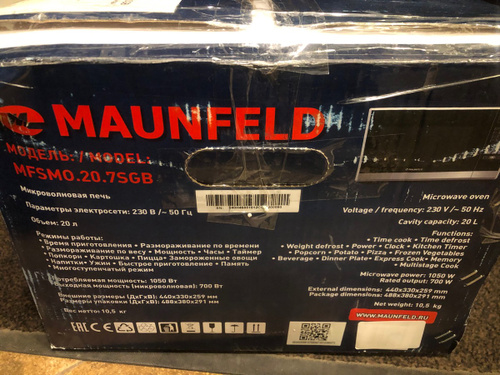 MAUNFELD
МОДЕЛЬ: / MODEL:
MFSMO.20.7SGB
Микроволновая печь
Параметры электросети: 230 В /~ 50 Гц
Объем: 20 л
Функции / режимы работы:
• Время приготовления • Размораживание по времени
• Размораживание по весу • Мощность • Часы • Таймер
• Попкорн • Картошка • Пицца • Замороженные овощи
• Напитки • Ужин • Быстрое приготовление • Память
• Многоступенчатый режим
Потребляемая мощность: 1050 Вт
Выходная мощность (микроволновая): 700 Вт
Внешние размеры (ДхГхВ): 440x330x259 мм
Размеры упаковки (ДхГхВ): 488x380x291 мм
Вес нетто: 10,5 кг
Microwave oven
Voltage / frequency: 230 V/~ 50 Hz
Cavity capacity: 20 L
Functions:
• Time cook • Time defrost
• Weight defrost • Power • Clock • Kitchen Timer
• Popcorn • Potato • Pizza • Frozen Vegetables
• Beverage • Dinner Plate • Express Cook • Memory
• Multistage Cook
Microwave power: 1050 W
Rated output: 700 W
External dimensions: 440x330x259 mm
Package dimensions: 488x380x291 mm
Net weight: 10,5 kg
EAC CE
WWW.MAUNFELD.RU